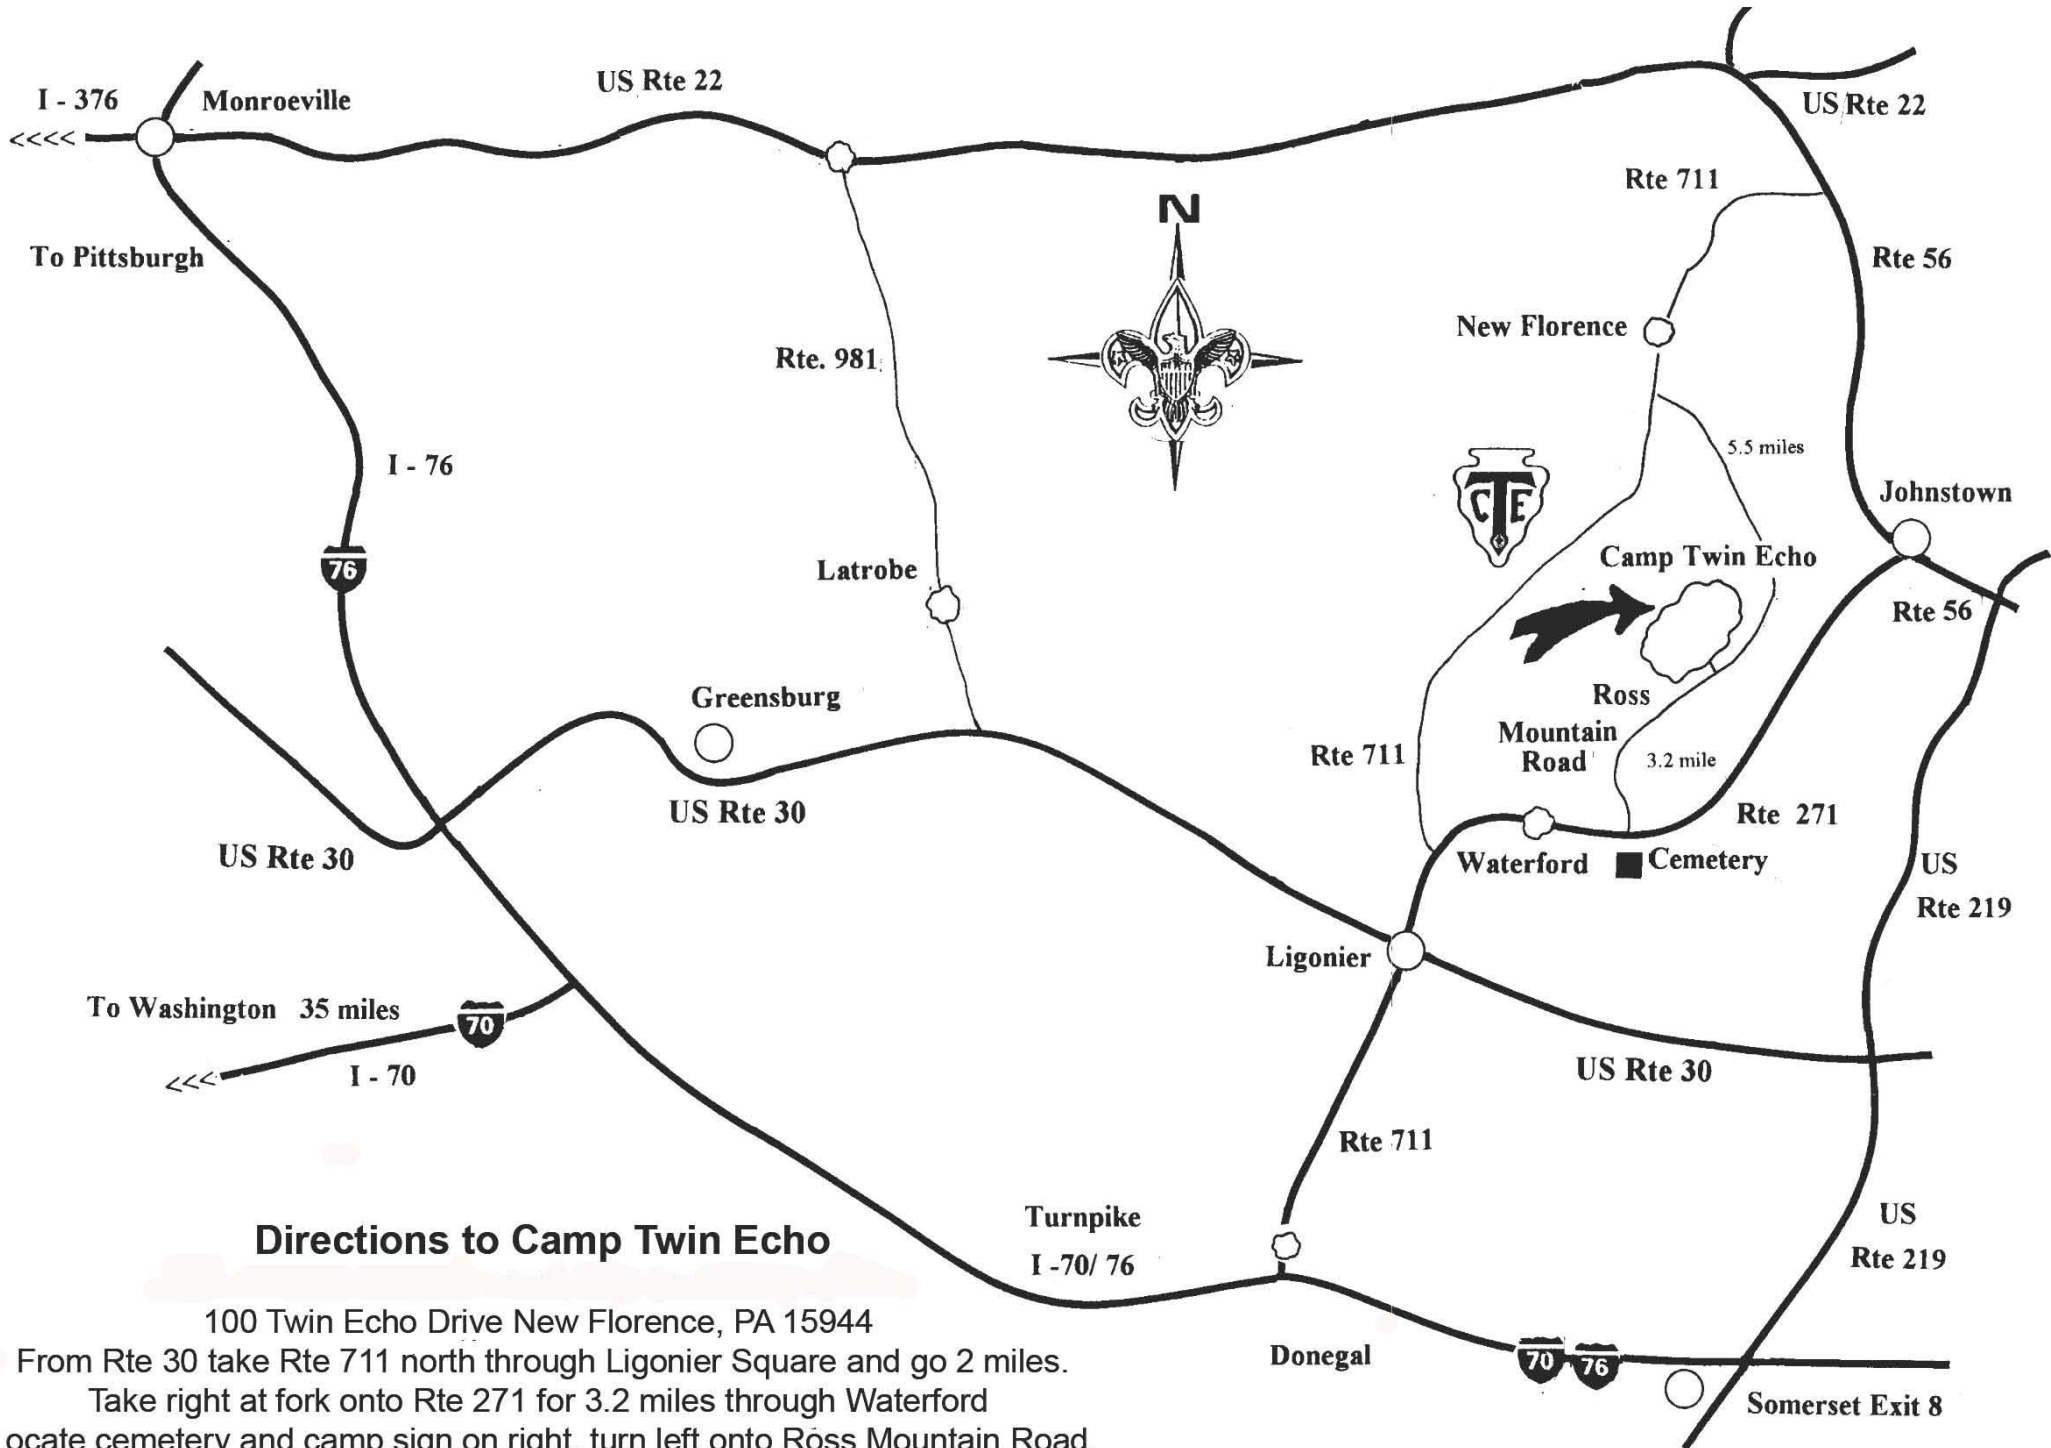 I - 376
<<<<
Monroeville
US Rte 22
US Rte 22
Rte 711
To Pittsburgh
N
Rte 56
New Florence
Rte. 981
I - 76
5.5 miles
C T E
Johnstown
76
Latrobe
Camp Twin Echo
Rte 56
Greensburg
Ross
Mountain
Road
3.2 mile
Rte 711
US Rte 30
Rte 271
US Rte 30
Waterford
Cemetery
US
Rte 219
Ligonier
To Washington 35 miles
70
<<<
I - 70
US Rte 30
Rte 711
Turnpike
I -70/ 76
US
Rte 219
Donegal
70
76
Somerset Exit 8
Directions to Camp Twin Echo
100 Twin Echo Drive New Florence, PA 15944
From Rte 30 take Rte 711 north through Ligonier Square and go 2 miles.
Take right at fork onto Rte 271 for 3.2 miles through Waterford
ocate cemetery and camp sign on right, turn left onto Ross Mountain Road.